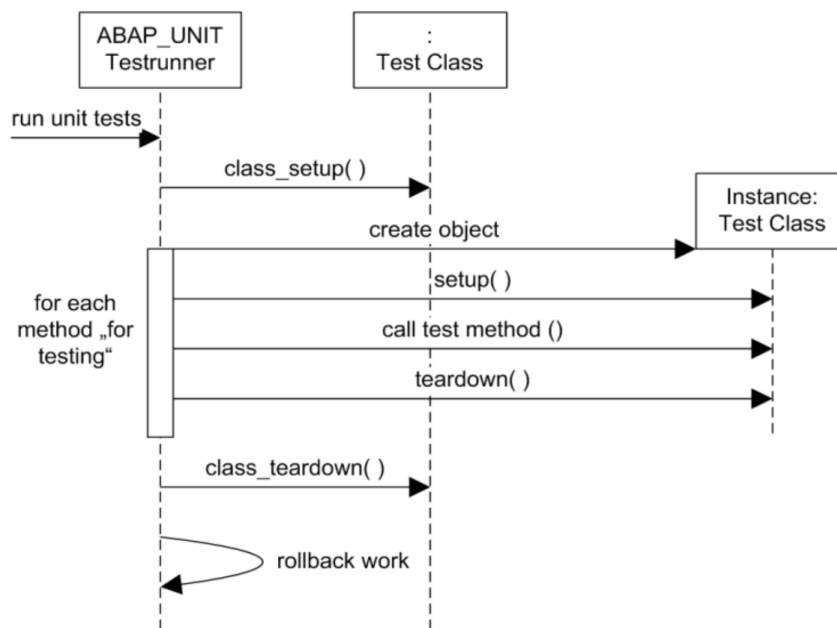 ABAP_UNIT
Testrunner
:
Test Class
run unit tests
class_setup( )
Instance:
Test Class
create object
setup( )
for each
method „for
testing“
call test method ()
teardown( )
class_teardown( )
rollback work